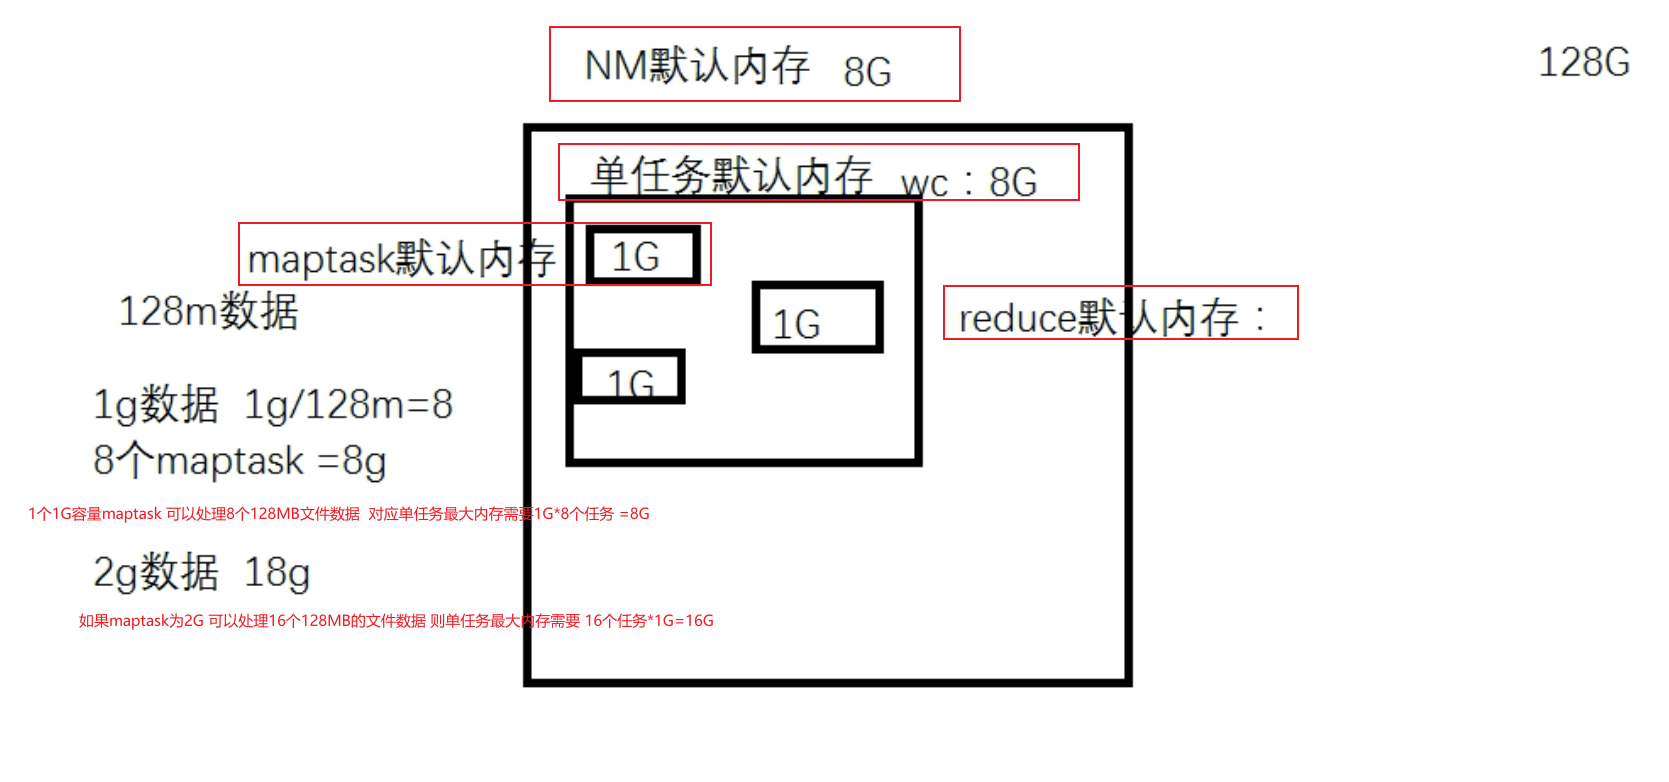 NM默认内存 8G
128G
单任务默认内存 wc：8G
maptask默认内存
1G
128m数据
1G
reduce默认内存：
1G
1g数据 1g/128m=8
8个maptask =8g
1个1G容量maptask 可以处理8个128MB文件数据 对应单任务最大内存需要1G*8个任务 =8G
2g数据 18g
如果maptask为2G 可以处理16个128MB的文件数据 则单任务最大内存需要 16个任务*1G=16G